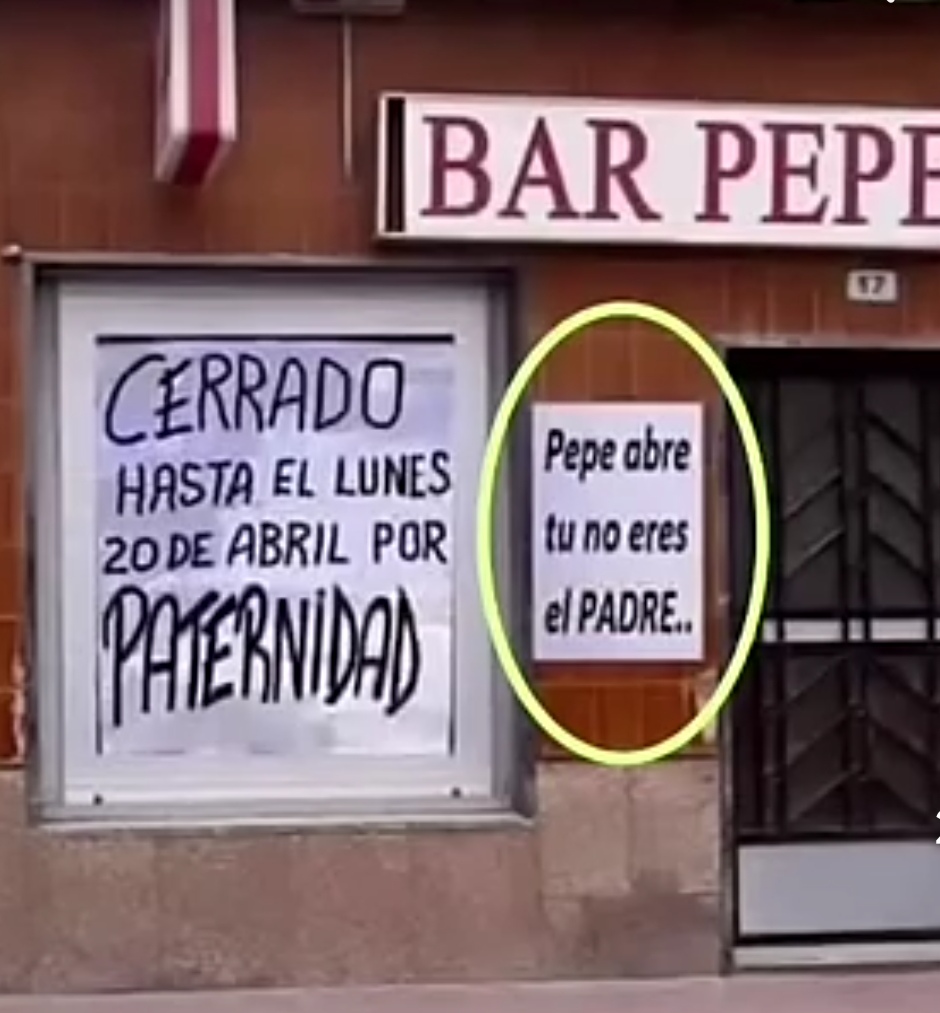 BAR PEPE
17
CERRADO
HASTA EL LUNES
20 DE ABRIL POR
PATERNiDAD
Pepe abre
tu no eres
el PADRE..